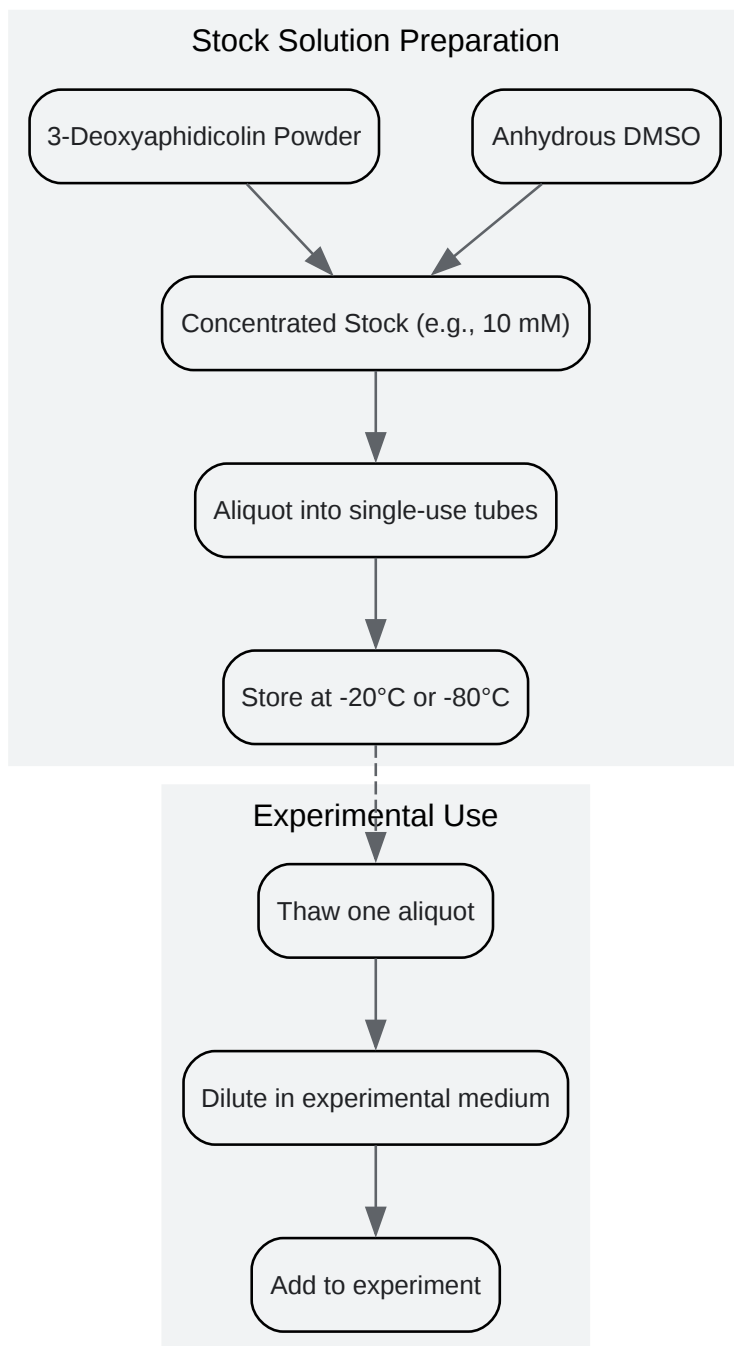 Stock Solution Preparation
3-Deoxyaphidicolin Powder
Anhydrous DMSO
Concentrated Stock (e.g., 10 mM)
Aliquot into single-use tubes
Store at -20°C or -80°C
Experimental Use
Thaw one aliquot
Dilute in experimental medium
Add to experiment